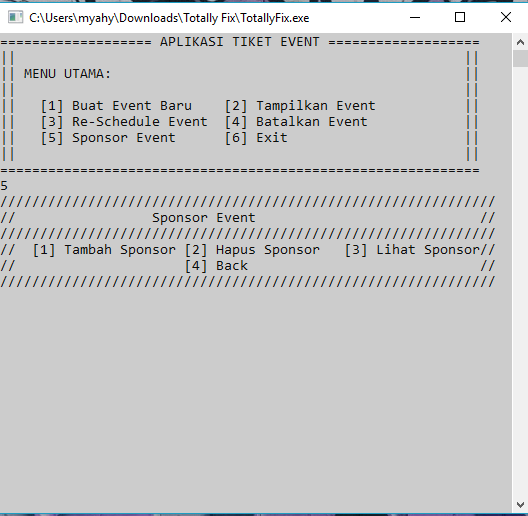 C:\Users\myahy\Downloads\Totally Fix\TotallyFix.exe
=================== APLIKASI TIKET EVENT ===================
||                                                        ||
|| MENU UTAMA:                                            ||
||                                                        ||
||   [1] Buat Event Baru    [2] Tampilkan Event           ||
||   [3] Re-Schedule Event  [4] Batalkan Event            ||
||   [5] Sponsor Event      [6] Exit                      ||
||                                                        ||
============================================================
5
//////////////////////////////////////////////////////////////
//                 Sponsor Event                            //
//////////////////////////////////////////////////////////////
//  [1] Tambah Sponsor [2] Hapus Sponsor   [3] Lihat Sponsor//
//                     [4] Back                             //
//////////////////////////////////////////////////////////////